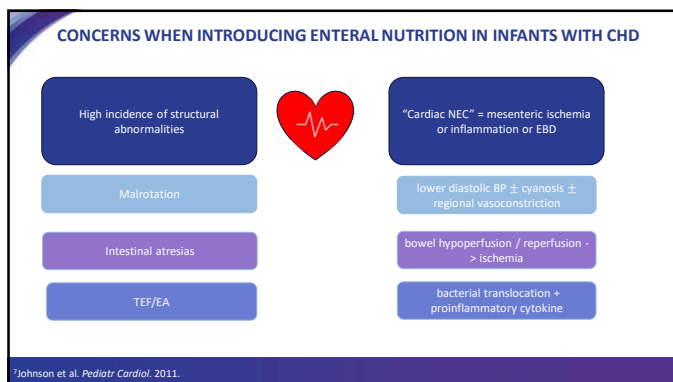 CONCERNS WHEN INTRODUCING ENTERAL NUTRITION IN INFANTS WITH CHD
High incidence of structural
abnormalities
Malrotation
Intestinal atresias
TEF/EA
“Cardiac NEC” = mesenteric ischemia
or inflammation or EBD
lower diastolic BP ± cyanosis ±
regional vasoconstriction
bowel hypoperfusion / reperfusion -
> ischemia
bacterial translocation +
proinflammatory cytokine
⁷Johnson et al. Pediatr Cardiol. 2011.